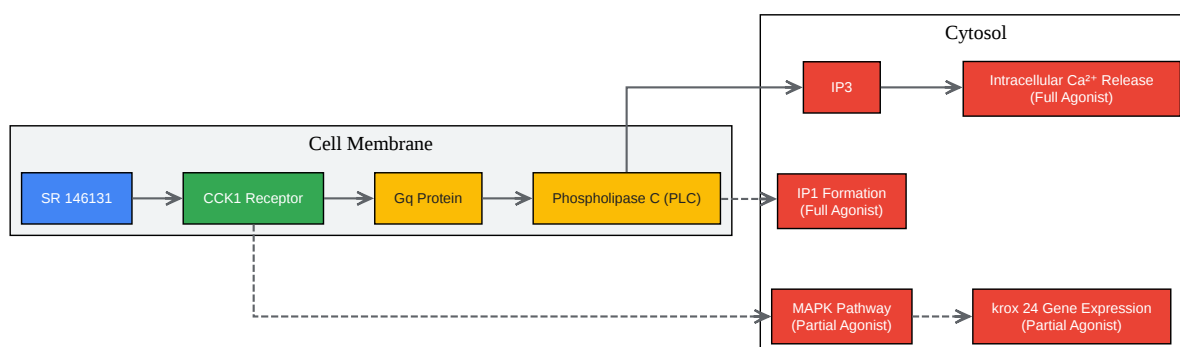 Cytosol
IP3
Intracellular Ca²⁺ Release
(Full Agonist)
Cell Membrane
SR 146131
CCK1 Receptor
Gq Protein
Phospholipase C (PLC)
IP1 Formation
(Full Agonist)
MAPK Pathway
(Partial Agonist)
krox 24 Gene Expression
(Partial Agonist)